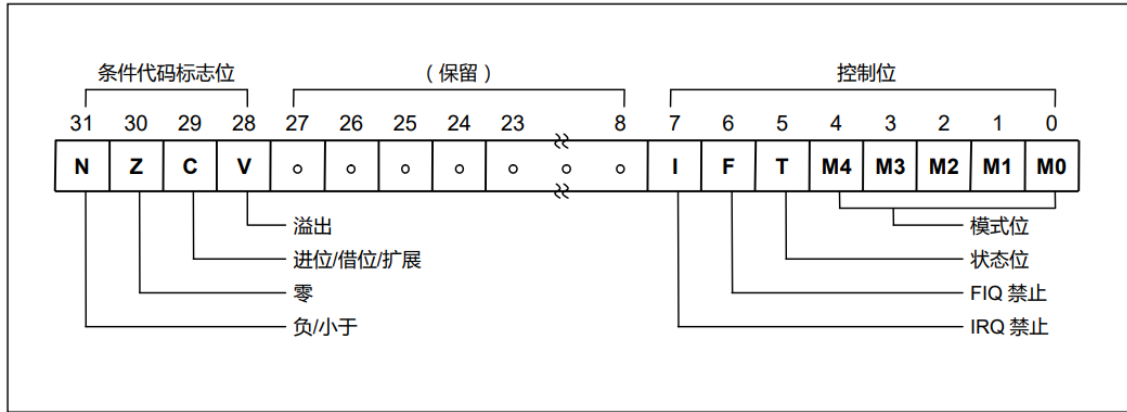 条件代码标志位 （保留） 控制位
31 30 29 28 27 26 25 24 23 8 7 6 5 4 3 2 1 0
N Z C V I F T M4 M3 M2 M1 M0
溢出 模式位
进位/借位/扩展 状态位
零 FIQ 禁止
负/小于 IRQ 禁止